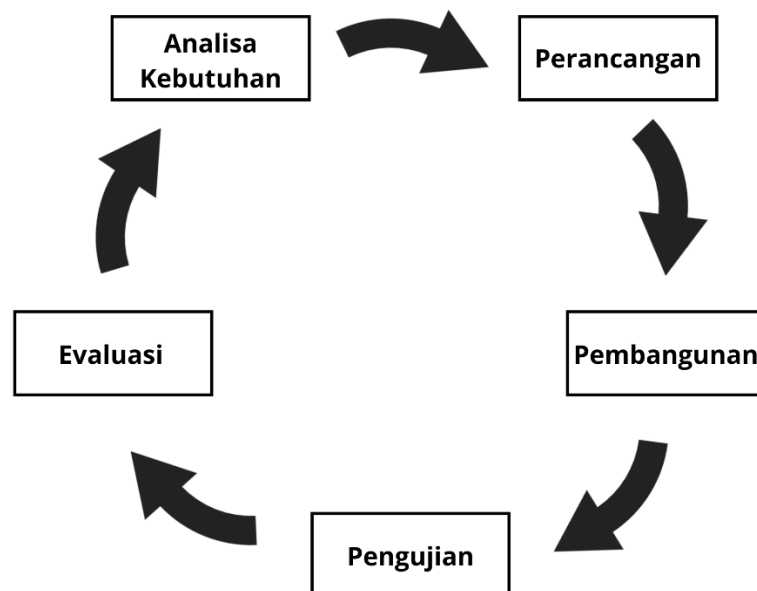 Analisa
Kebutuhan
Perancangan
Pembangunan
Pengujian
Evaluasi